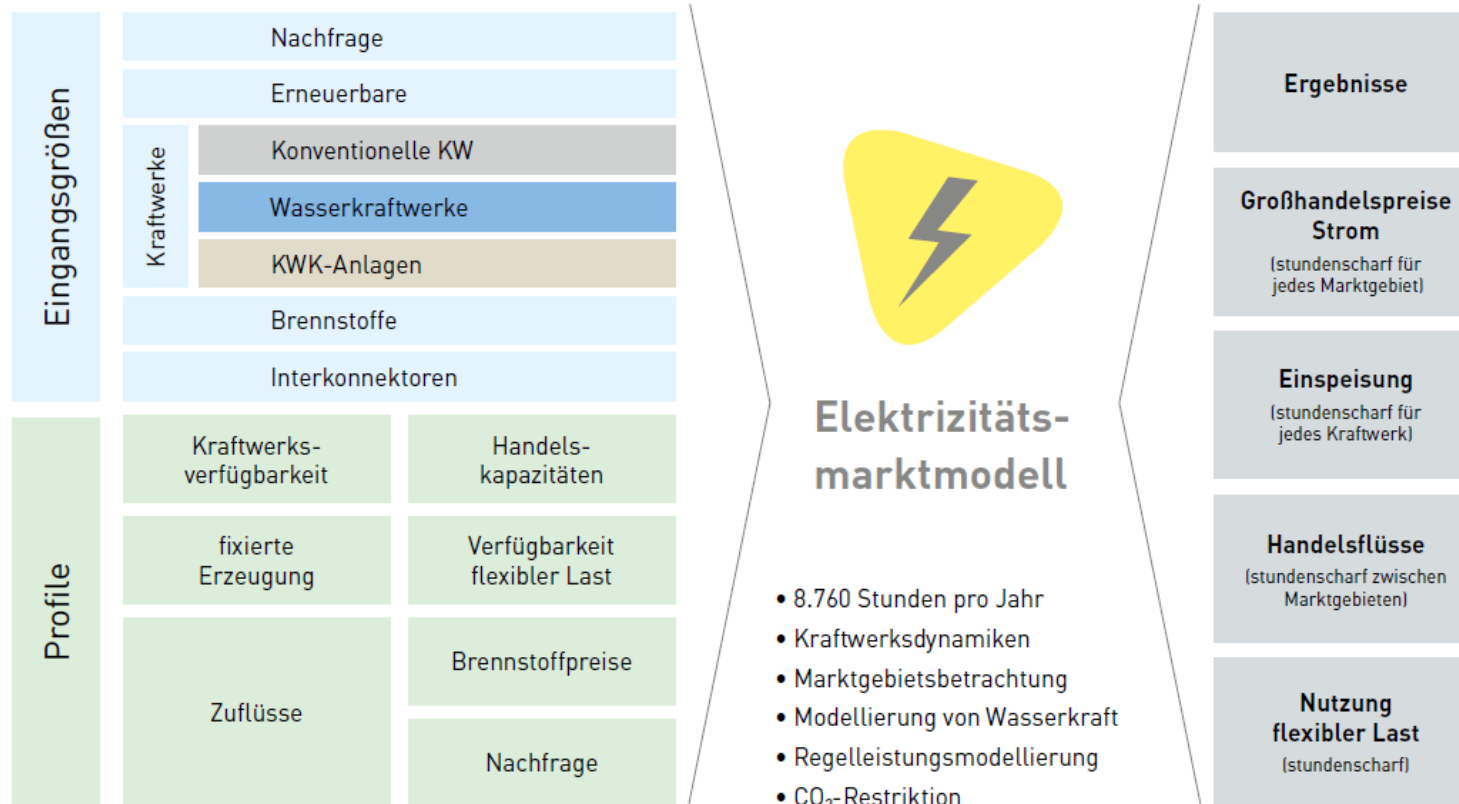 Eingangsgrößen
Nachfrage
Erneuerbare
Kraftwerke
Konventionelle KW
Wasserkraftwerke
KWK-Anlagen
Brennstoffe
Interkonnektoren
Profile
Kraftwerks-
verfügbarkeit
Handels-
kapazitäten
fixierte
Erzeugung
Verfügbarkeit
flexibler Last
Zuflüsse
Brennstoffpreise
Nachfrage
Elektrizitäts-
marktmodell
• 8.760 Stunden pro Jahr
• Kraftwerksdynamiken
• Marktgebietsbetrachtung
• Modellierung von Wasserkraft
• Regelleistungsmodellierung
• CO₂-Restriktion
Ergebnisse
Großhandelspreise
Strom
(stundenscharf für
jedes Marktgebiet)
Einspeisung
(stundenscharf für
jedes Kraftwerk)
Handelsflüsse
(stundenscharf zwischen
Marktgebieten)
Nutzung
flexibler Last
(stundenscharf)